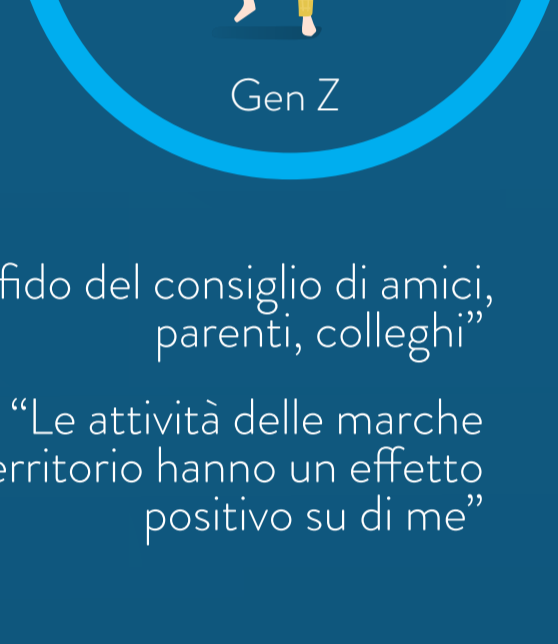 Gen Z
fido del consiglio di amici,
parenti, colleghi”
“Le attività delle marche
erritorio hanno un effetto
positivo su di me”